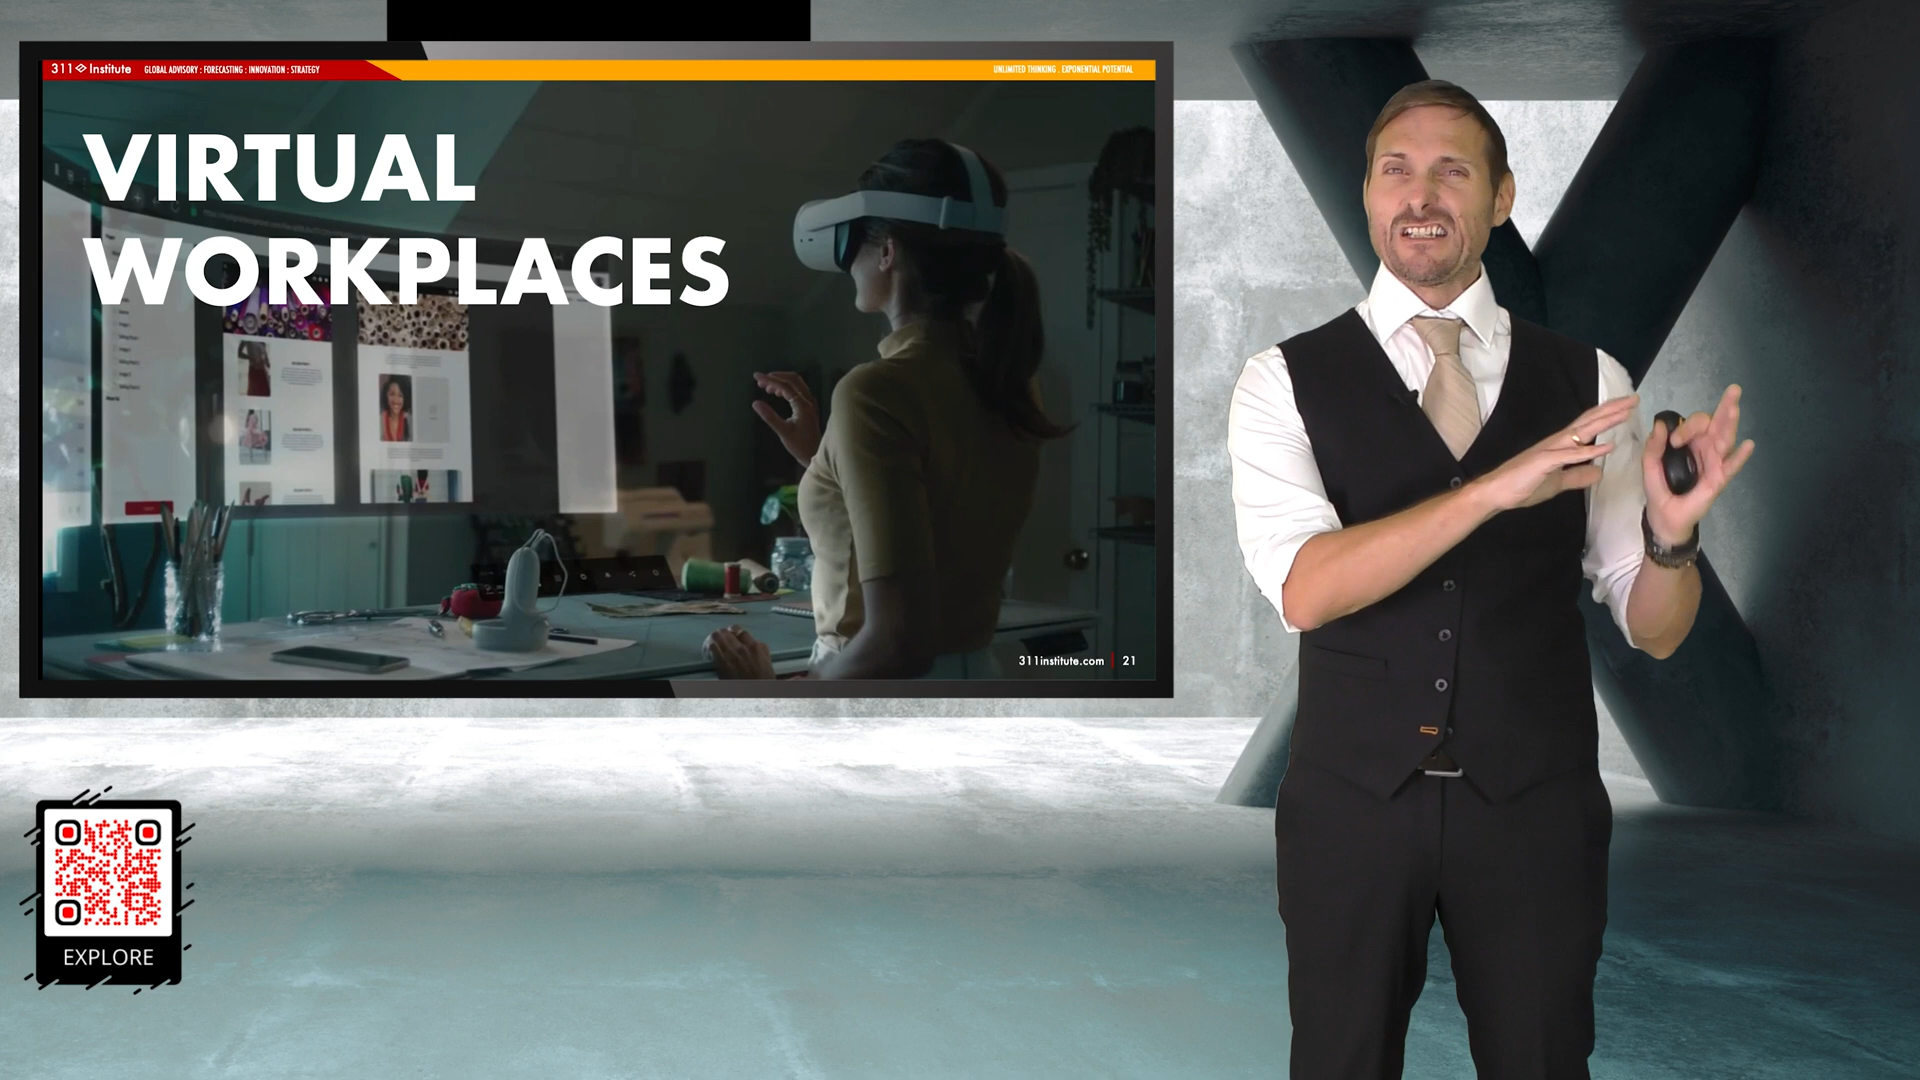 311 Institute
GLOBAL ADVISORY : FORECASTING : INNOVATION : STRATEGY
UNLIMITED THINKING . EXPONENTIAL POTENTIAL
VIRTUAL
WORKPLACES
311institute.com | 21
EXPLORE